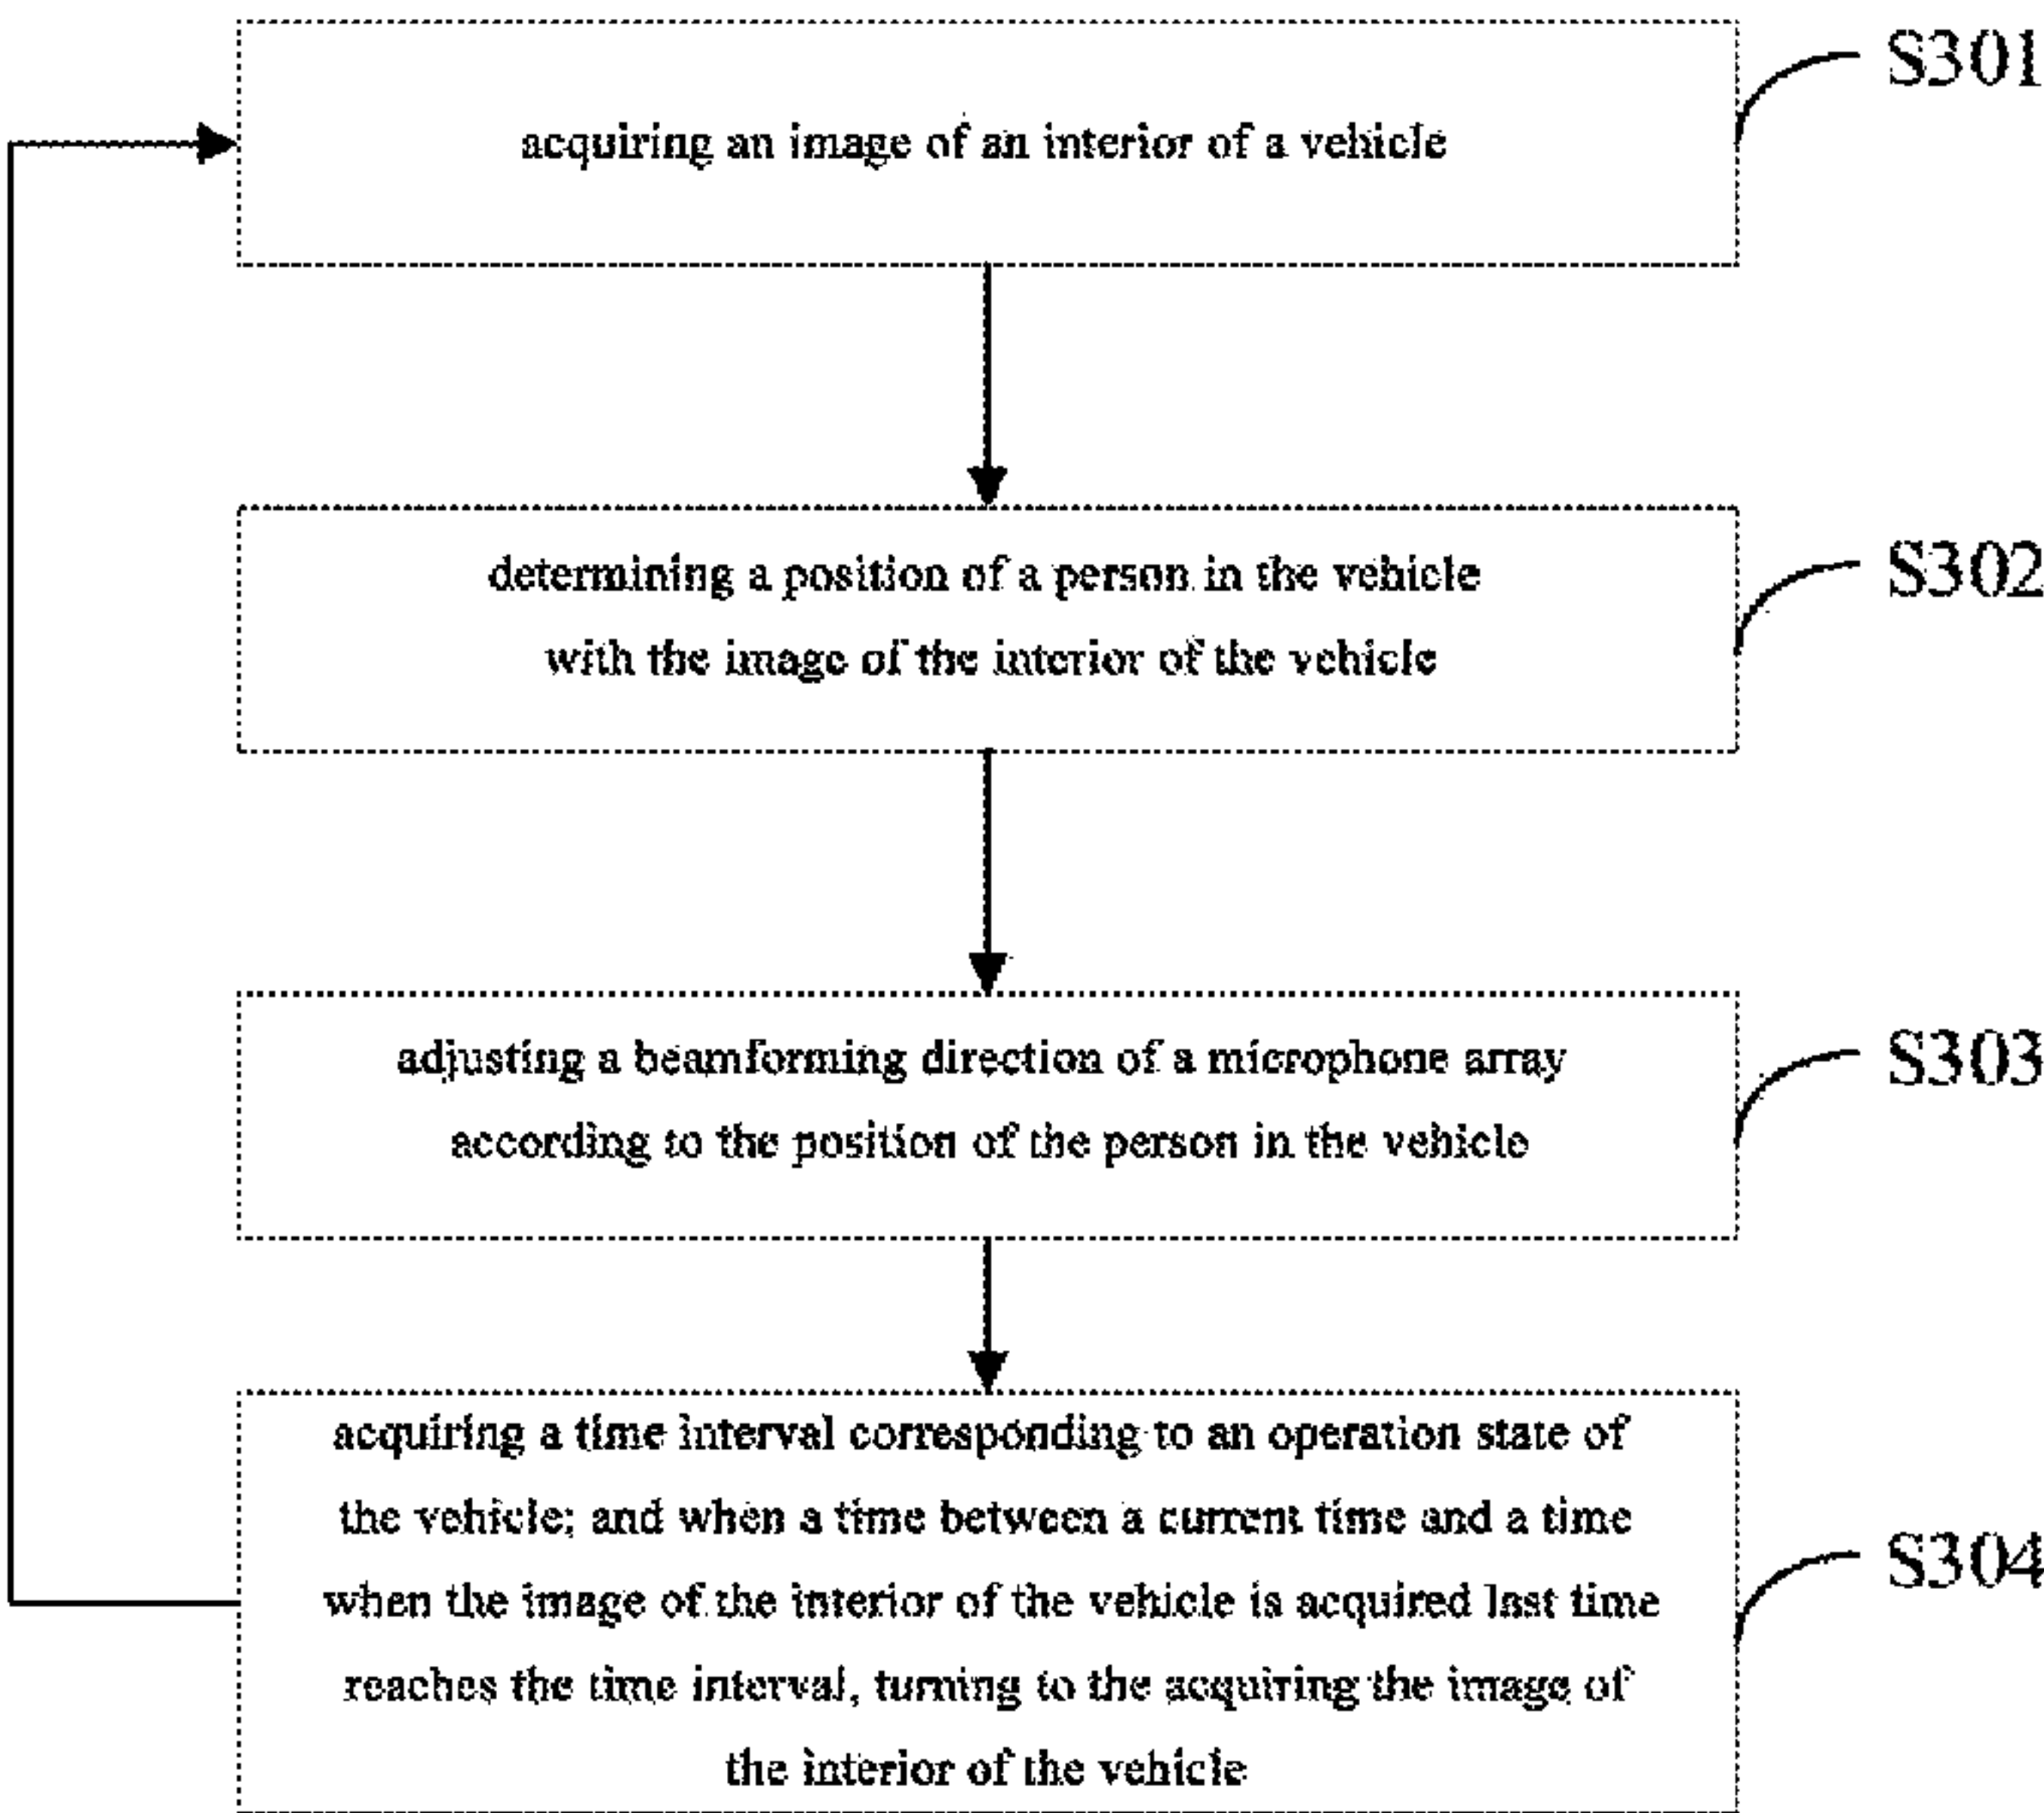 acquiring an image of an interior of a vehicle
S301
determining a position of a person in the vehicle
with the image of the interior of the vehicle
S302
adjusting a beamforming direction of a microphone array
according to the position of the person in the vehicle
S303
acquiring a time interval corresponding to an operation state of
the vehicle; and when a time between a current time and a time
when the image of the interior of the vehicle is acquired last time
reaches the time interval, turning to the acquiring the image of
the interior of the vehicle
S304